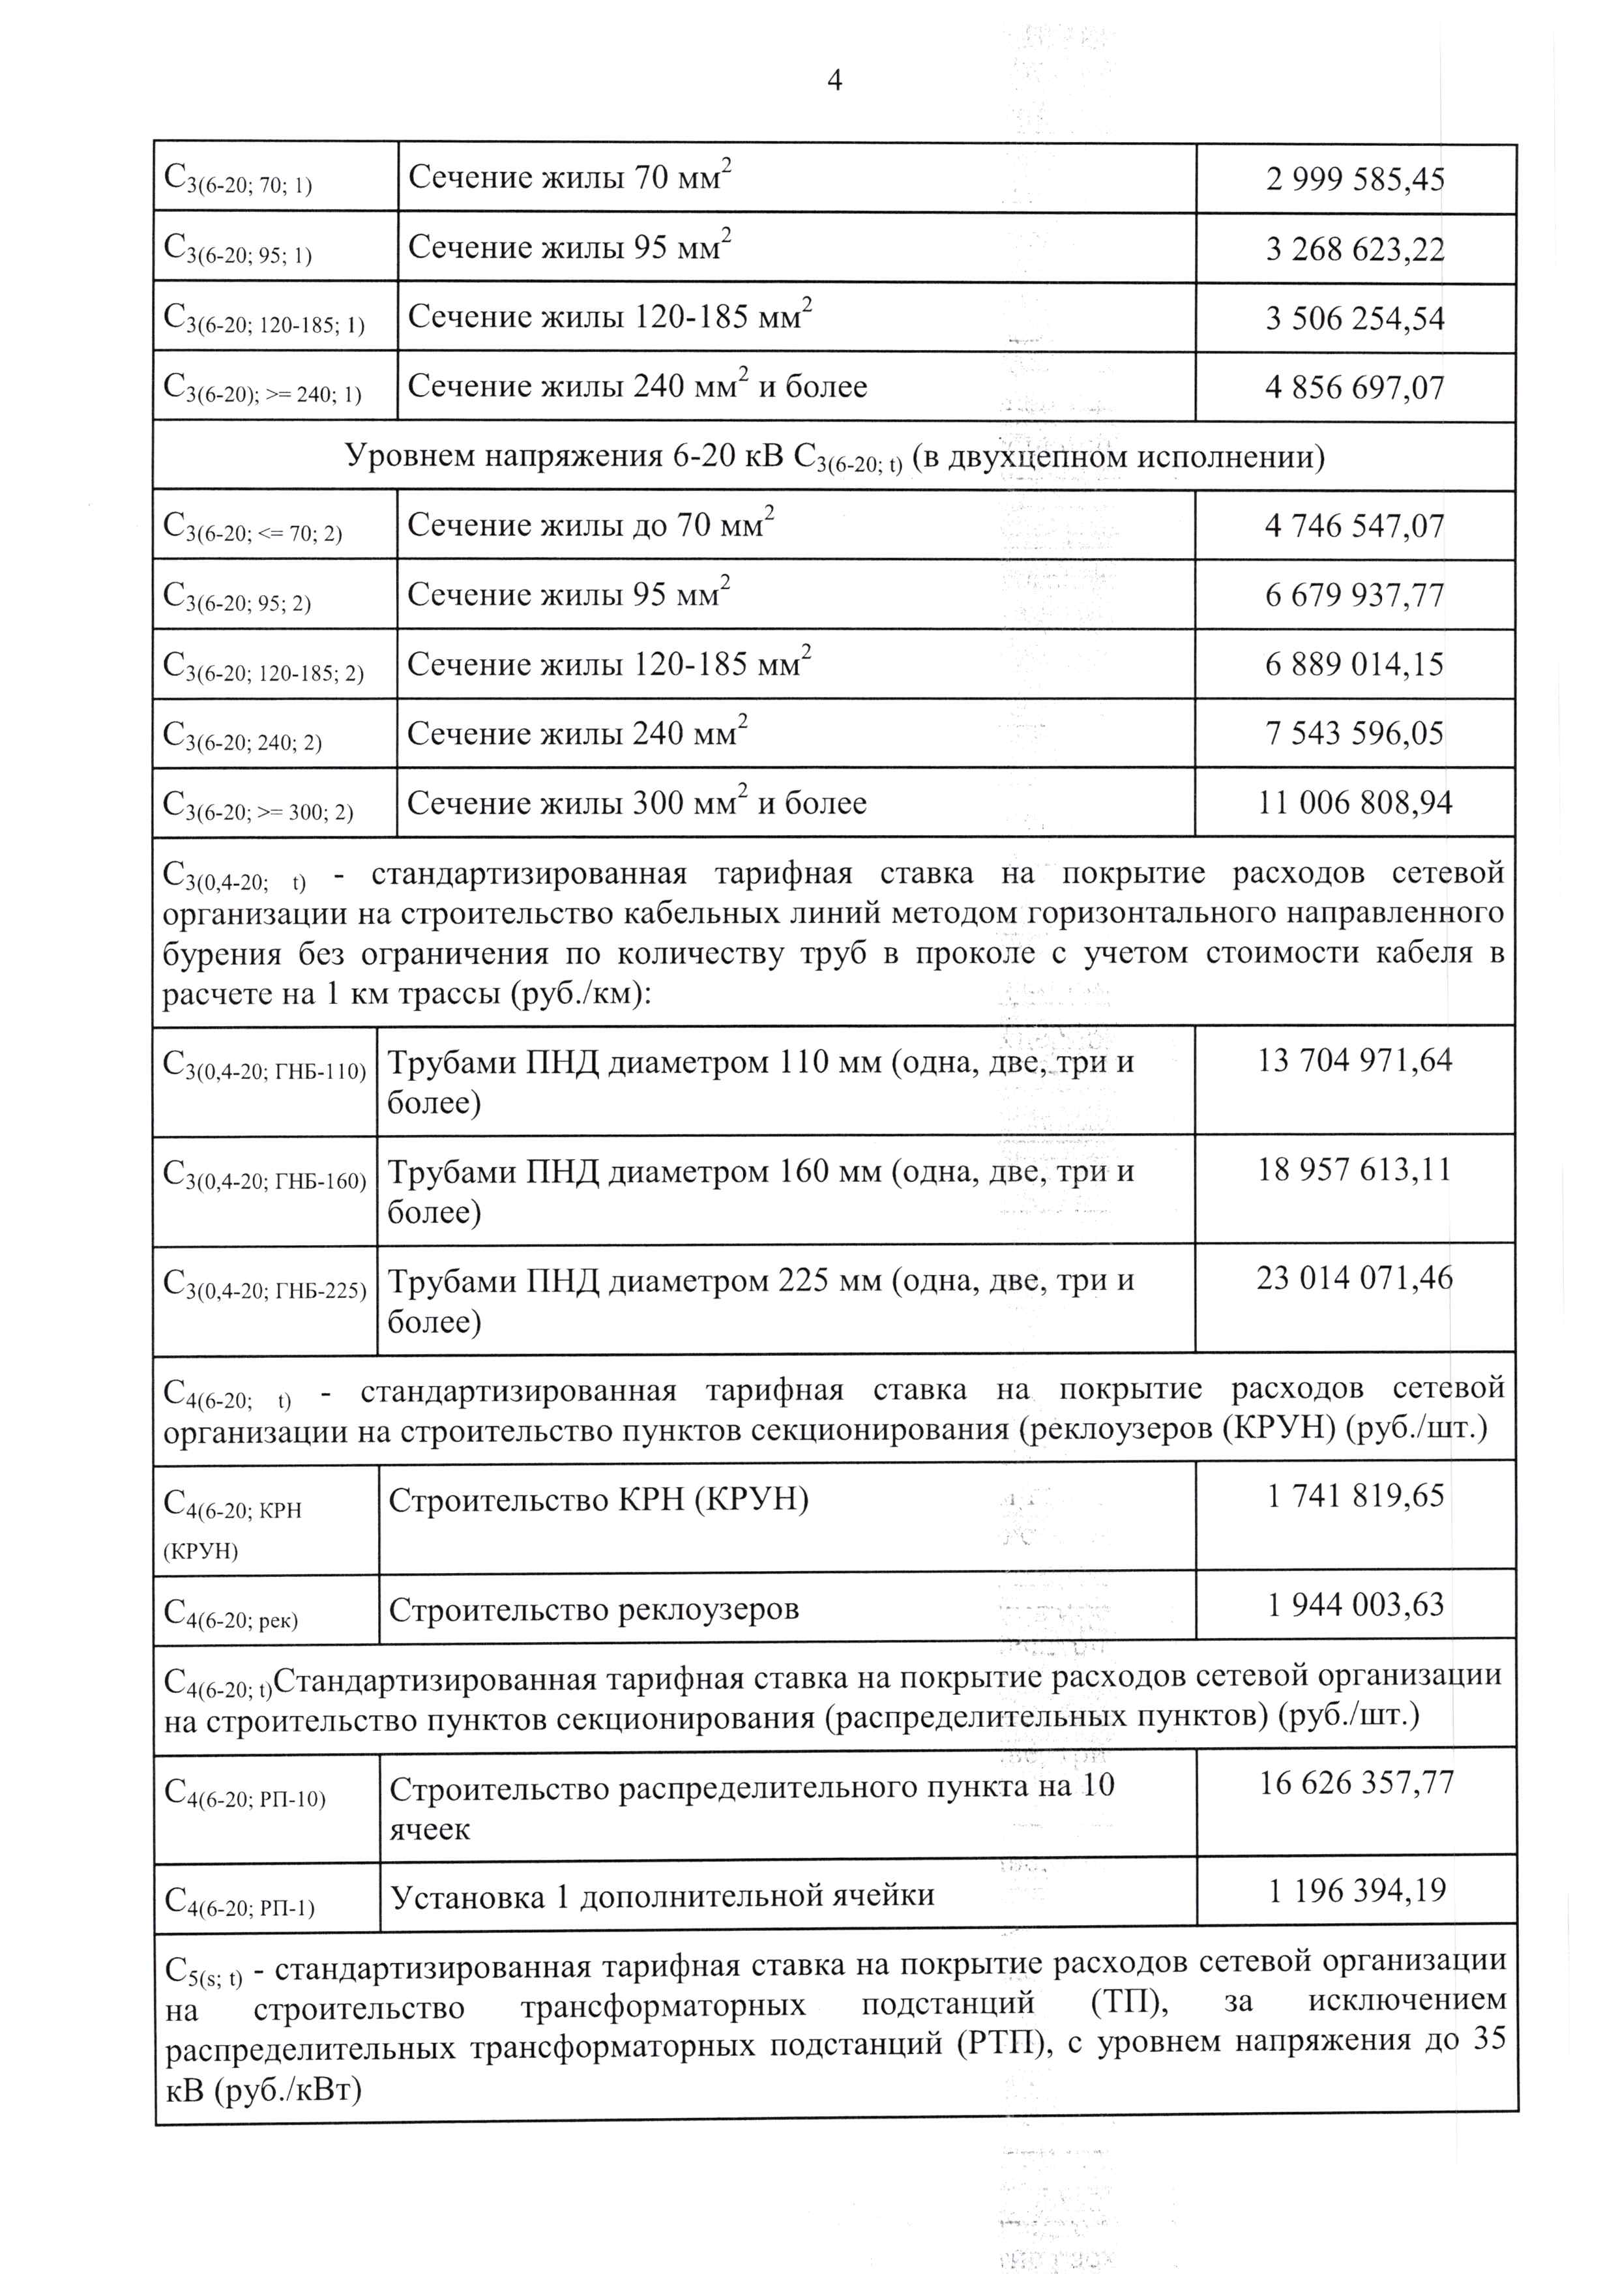 4
С3(6-20; 70; 1) Сечение жилы 70 мм2 2 999 585,45
С3(6-20; 95; 1) Сечение жилы 95 мм2 3 268 623,22
С3(6-20; 120-185; 1) Сечение жилы 120-185 мм2 3 506 254,54
С3(6-20); >= 240; 1) Сечение жилы 240 мм2 и более 4 856 697,07
Уровнем напряжения 6-20 кВ С3(6-20; t) (в двухцепном исполнении)
С3(6-20; <= 70; 2) Сечение жилы до 70 мм2 4 746 547,07
С3(6-20; 95; 2) Сечение жилы 95 мм2 6 679 937,77
С3(6-20; 120-185; 2) Сечение жилы 120-185 мм2 6 889 014,15
С3(6-20; 240; 2) Сечение жилы 240 мм2 7 543 596,05
С3(6-20; >= 300; 2) Сечение жилы 300 мм2 и более 11 006 808,94
С3(0,4-20; t) - стандартизированная тарифная ставка на покрытие расходов сетевой
организации на строительство кабельных линий методом горизонтального направленного
бурения без ограничения по количеству труб в проколе с учетом стоимости кабеля в
расчете на 1 км трассы (руб./км):
С3(0,4-20; ГНБ-110) Трубами ПНД диаметром 110 мм (одна, две, три и 13 704 971,64
более)
С3(0,4-20; ГНБ-160) Трубами ПНД диаметром 160 мм (одна, две, три и 18 957 613,11
более)
С3(0,4-20; ГНБ-225) Трубами ПНД диаметром 225 мм (одна, две, три и 23 014 071,46
более)
С4(6-20; t) - стандартизированная тарифная ставка на покрытие расходов сетевой
организации на строительство пунктов секционирования (реклоузеров (КРУН) (руб./шт.)
С4(6-20; КРН Строительство КРН (КРУН) 1 741 819,65
(КРУН)
С4(6-20; рек) Строительство реклоузеров 1 944 003,63
С4(6-20; t)Стандартизированная тарифная ставка на покрытие расходов сетевой организации
на строительство пунктов секционирования (распределительных пунктов) (руб./шт.)
С4(6-20; РП-10) Строительство распределительного пункта на 10 16 626 357,77
ячеек
С4(6-20; РП-1) Установка 1 дополнительной ячейки 1 196 394,19
С5(s; t) - стандартизированная тарифная ставка на покрытие расходов сетевой организации
на строительство трансформаторных подстанций (ТП), за исключением
распределительных трансформаторных подстанций (РТП), с уровнем напряжения до 35
кВ (руб./кВт)